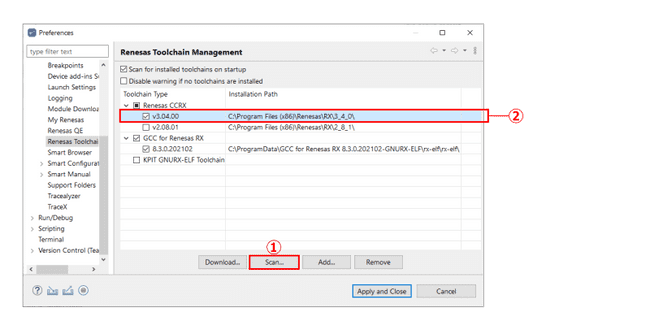 Preferences
type filter text
Renesas Toolchain Management
Breakpoints
Device add-ins S
Launch Settings
Logging
Module Downloa
My Renesas
Renesas QE
Renesas Toolchai
Smart Browser
Smart Configurat
Smart Manual
Support Folders
Tracealyzer
TraceX
Run/Debug
Scripting
Terminal
Version Control (Tea
Scan for installed toolchains on startup
Disable warning if no toolchains are installed
Toolchain Type Installation Path
Renesas CCRX
v3.04.00 C:\Program Files (x86)\Renesas\RX\3_4_0\
②
v2.08.01 C:\Program Files (x86)\Renesas\RX\2_8_1\
GCC for Renesas RX
8.3.0.202102 C:\ProgramData\GCC for Renesas RX 8.3.0.202102-GNURX-ELF\rx-elf\rx-elf\
KPIT GNURX-ELF Toolchain
①
Download... Scan... Add... Remove
Apply and Close Cancel